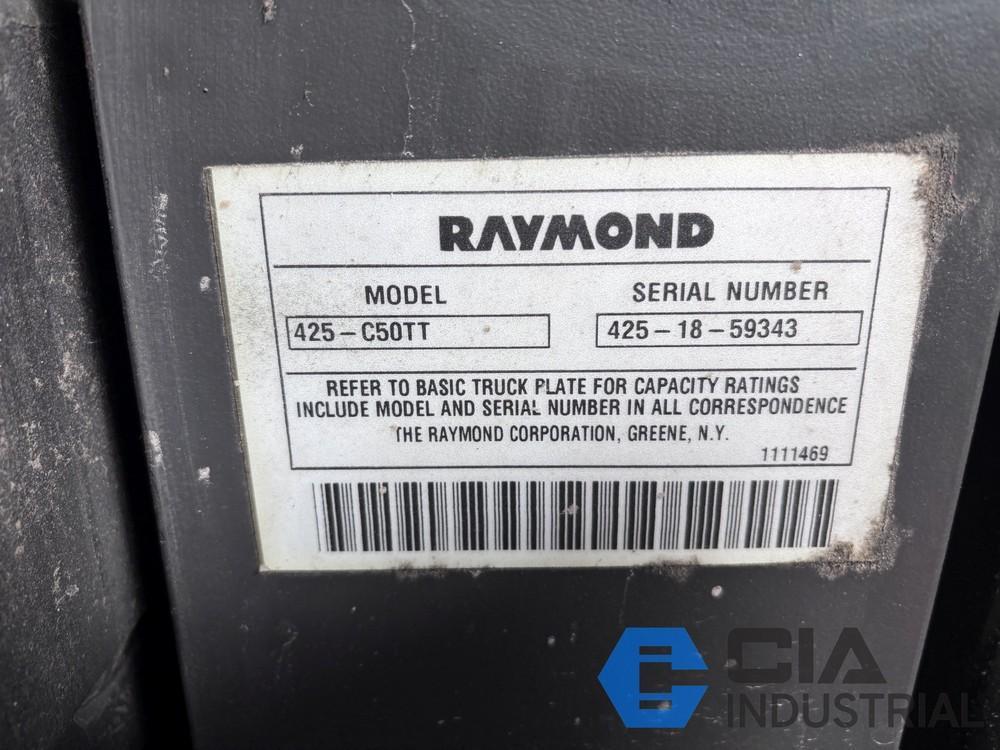 RAYMOND
MODEL SERIAL NUMBER
425-C50TT 425-18-59343
REFER TO BASIC TRUCK PLATE FOR CAPACITY RATINGS
INCLUDE MODEL AND SERIAL NUMBER IN ALL CORRESPONDENCE
THE RAYMOND CORPORATION, GREENE, N.Y.
1111469
CIA
INDUSTRIAL